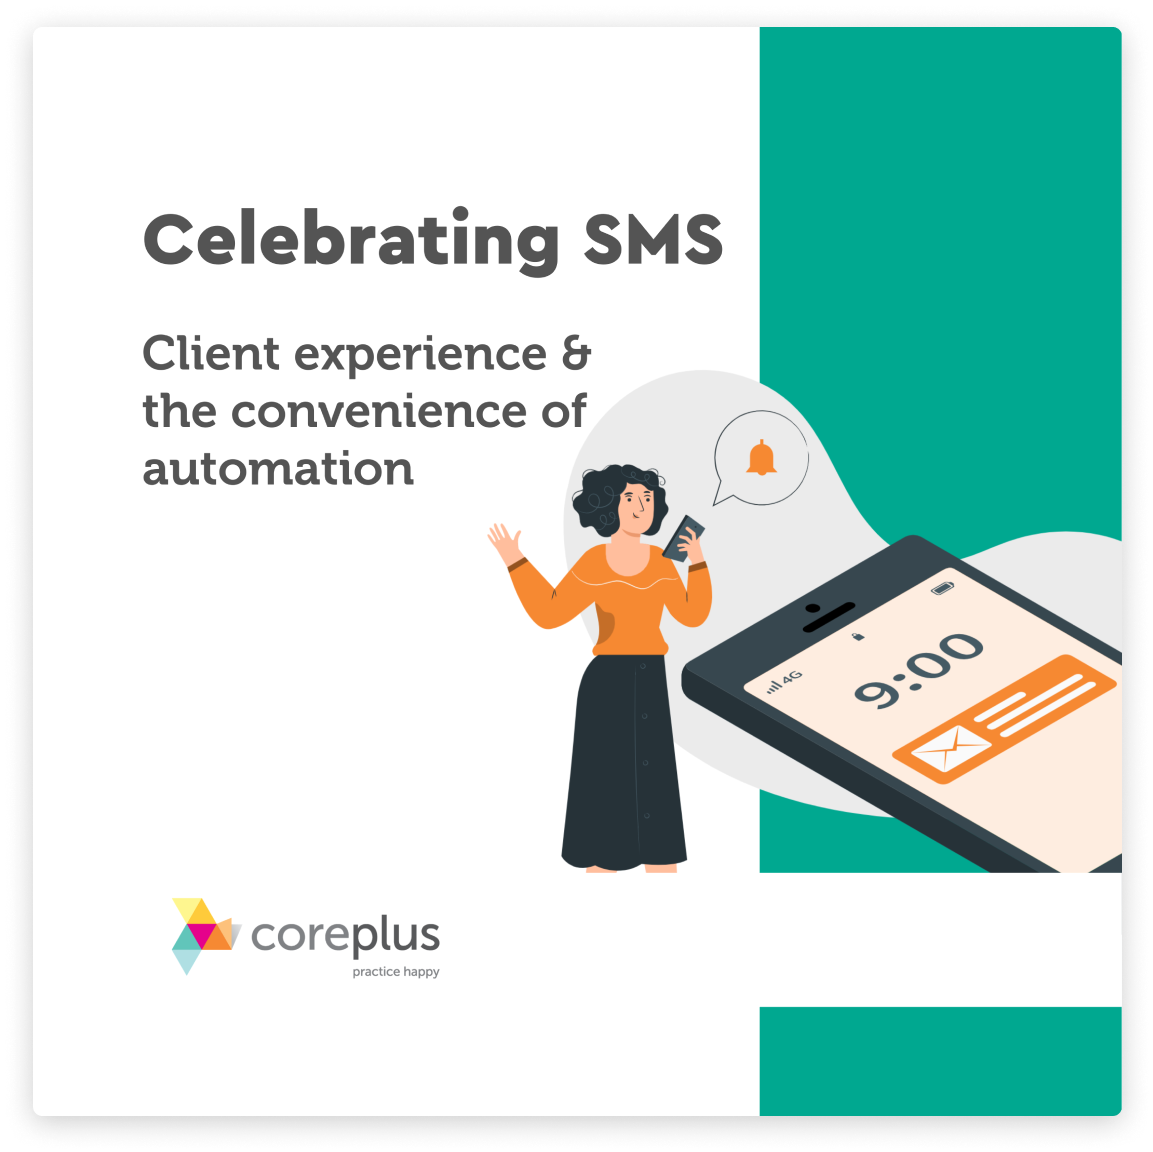 Celebrating SMS
Client experience &
the convenience of
automation
4G
9:00
coreplus
practice happy